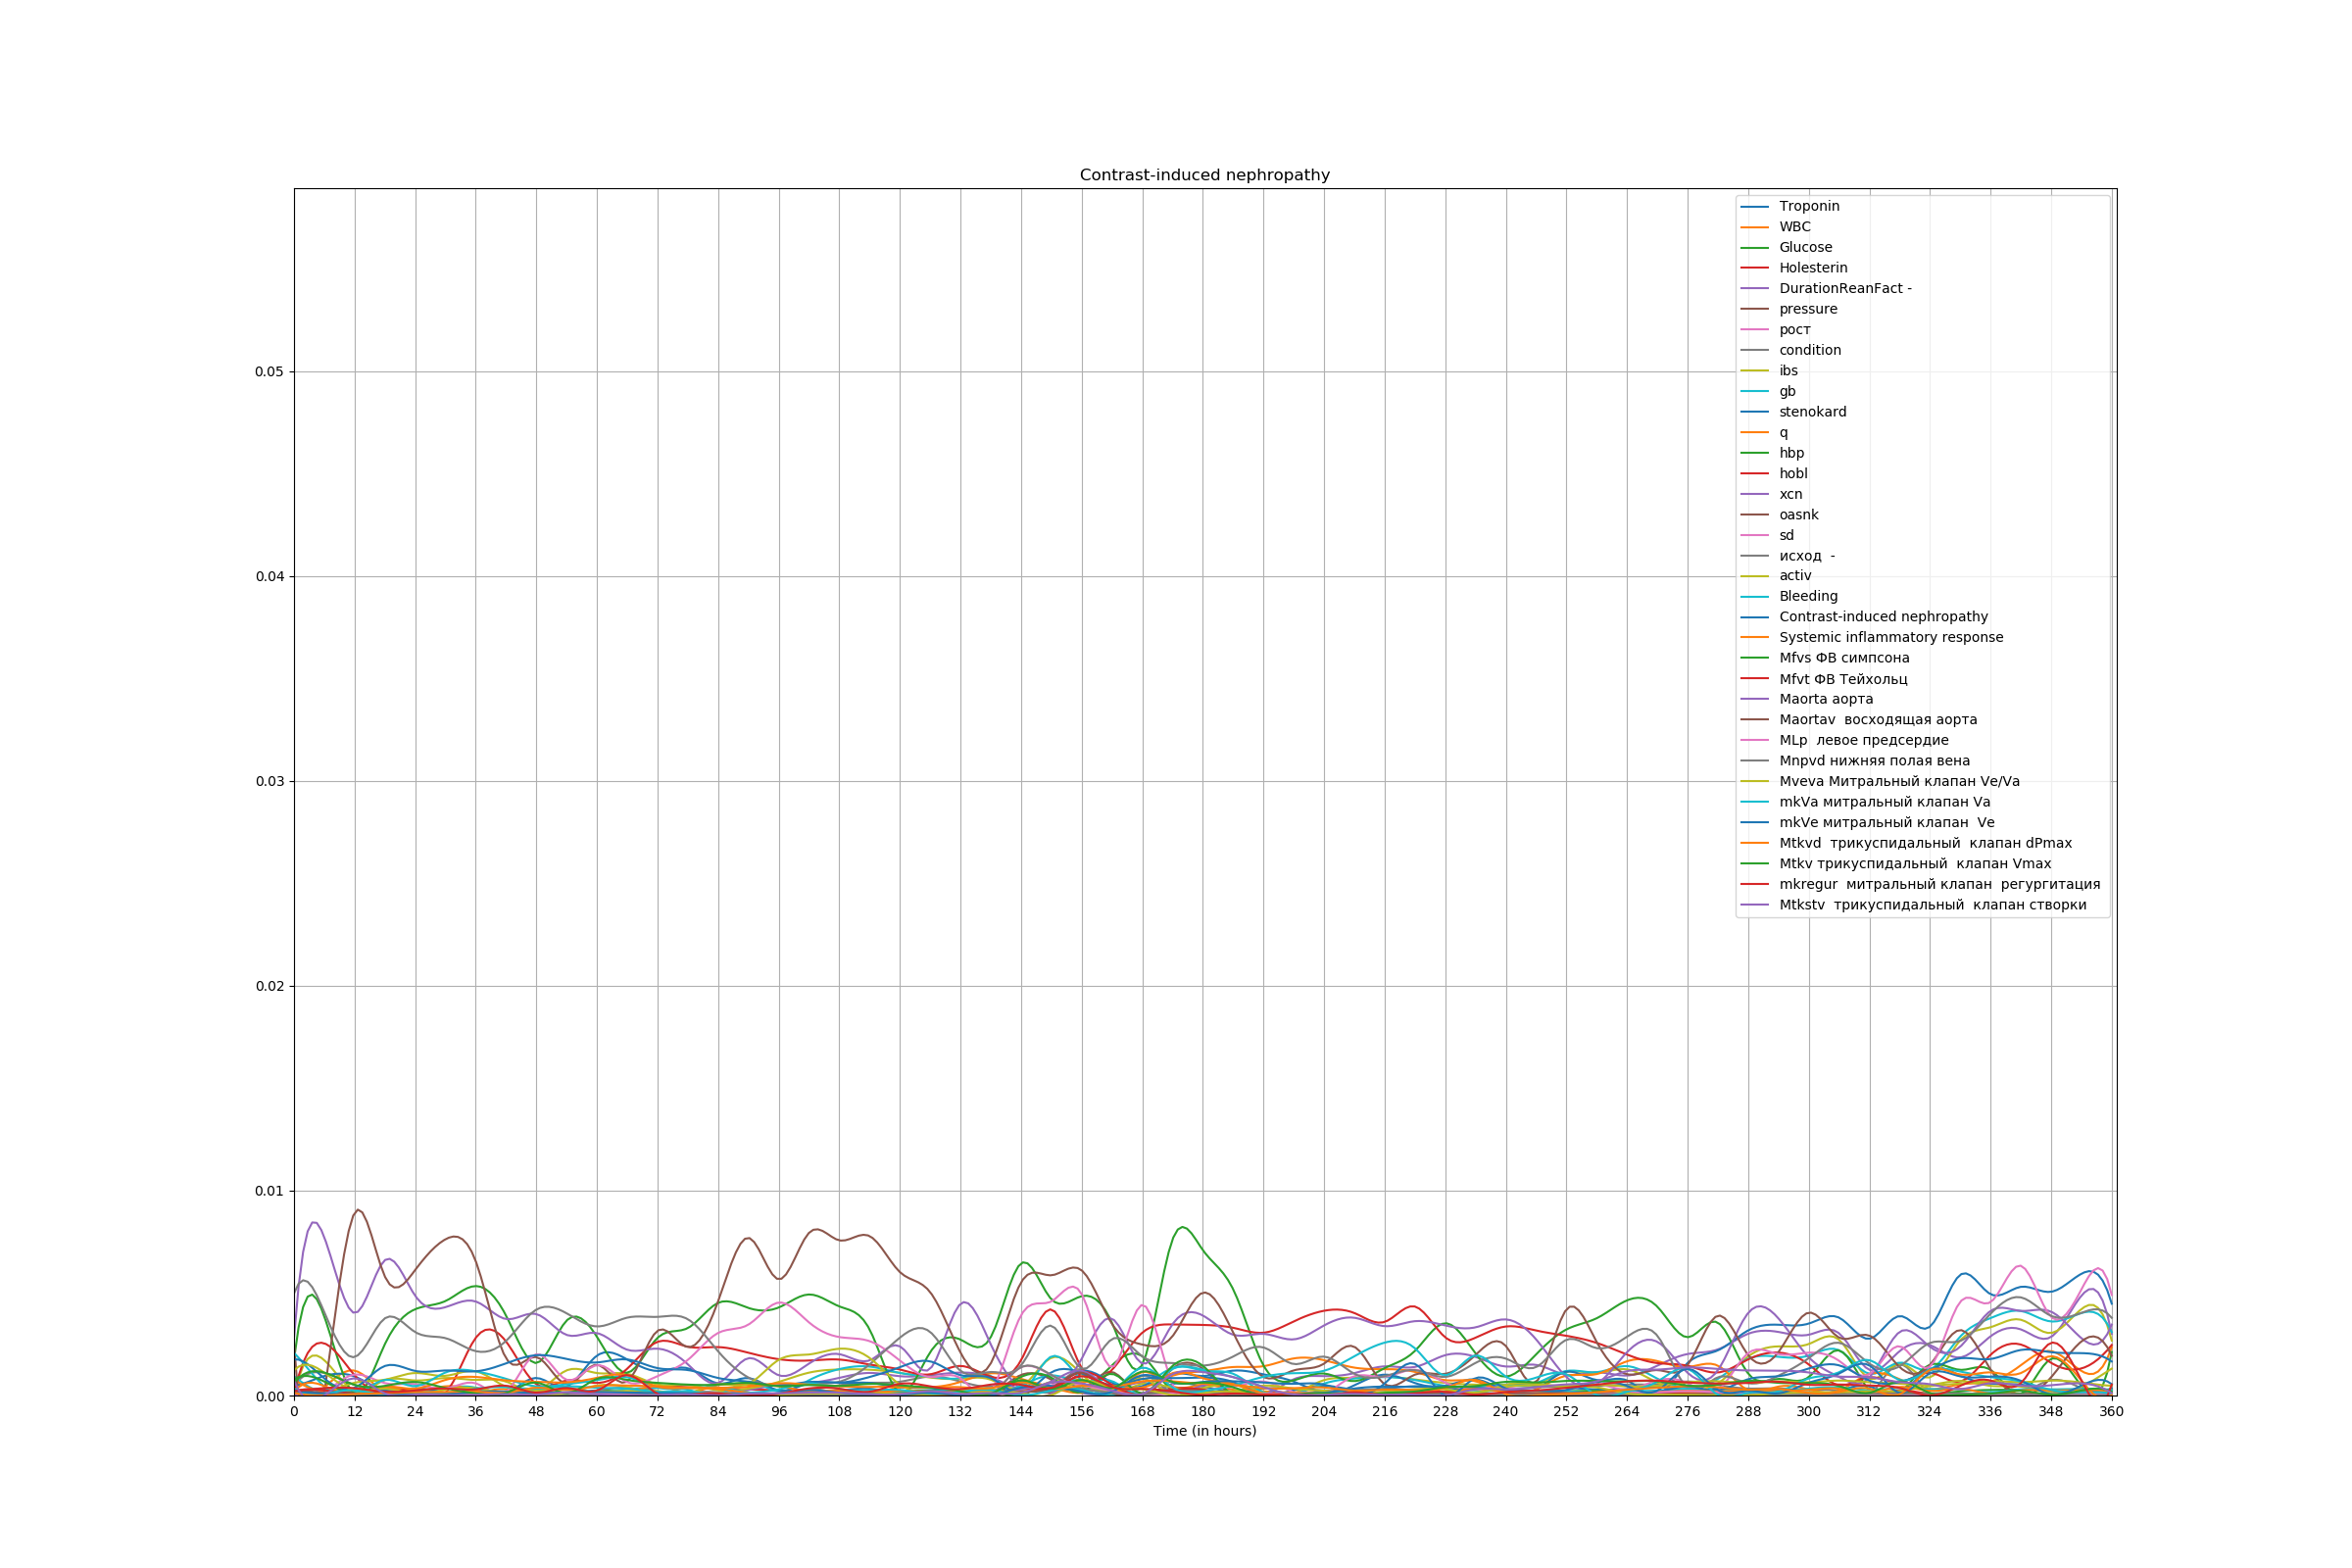 Contrast-induced nephropathy
Troponin
WBC
Glucose
Holesterin
DurationReanFact -
pressure
рост
condition
ibs
gb
stenokard
q
hbp
hobl
xcn
oasnk
sd
исход  -
activ
Bleeding
Contrast-induced nephropathy
Systemic inflammatory response
Mfvs ФВ симпсона
Mfvt ФВ Тейхольц
Maorta аорта
Maortav  восходящая аорта
MLp  левое предсердие
Mnpvd нижняя полая вена
Mveva Митральный клапан Ve/Va
mkVa митральный клапан Va
mkVe митральный клапан  Ve
Mtkvd  трикуспидальный  клапан dPmax
Mtkv трикуспидальный  клапан Vmax
mkregur  митральный клапан  регургитация
Mtkstv  трикуспидальный  клапан створки
0.05
0.04
0.03
0.02
0.01
0.00
0 12 24 36 48 60 72 84 96 108 120 132 144 156 168 180 192 204 216 228 240 252 264 276 288 300 312 324 336 348 360
Time (in hours)